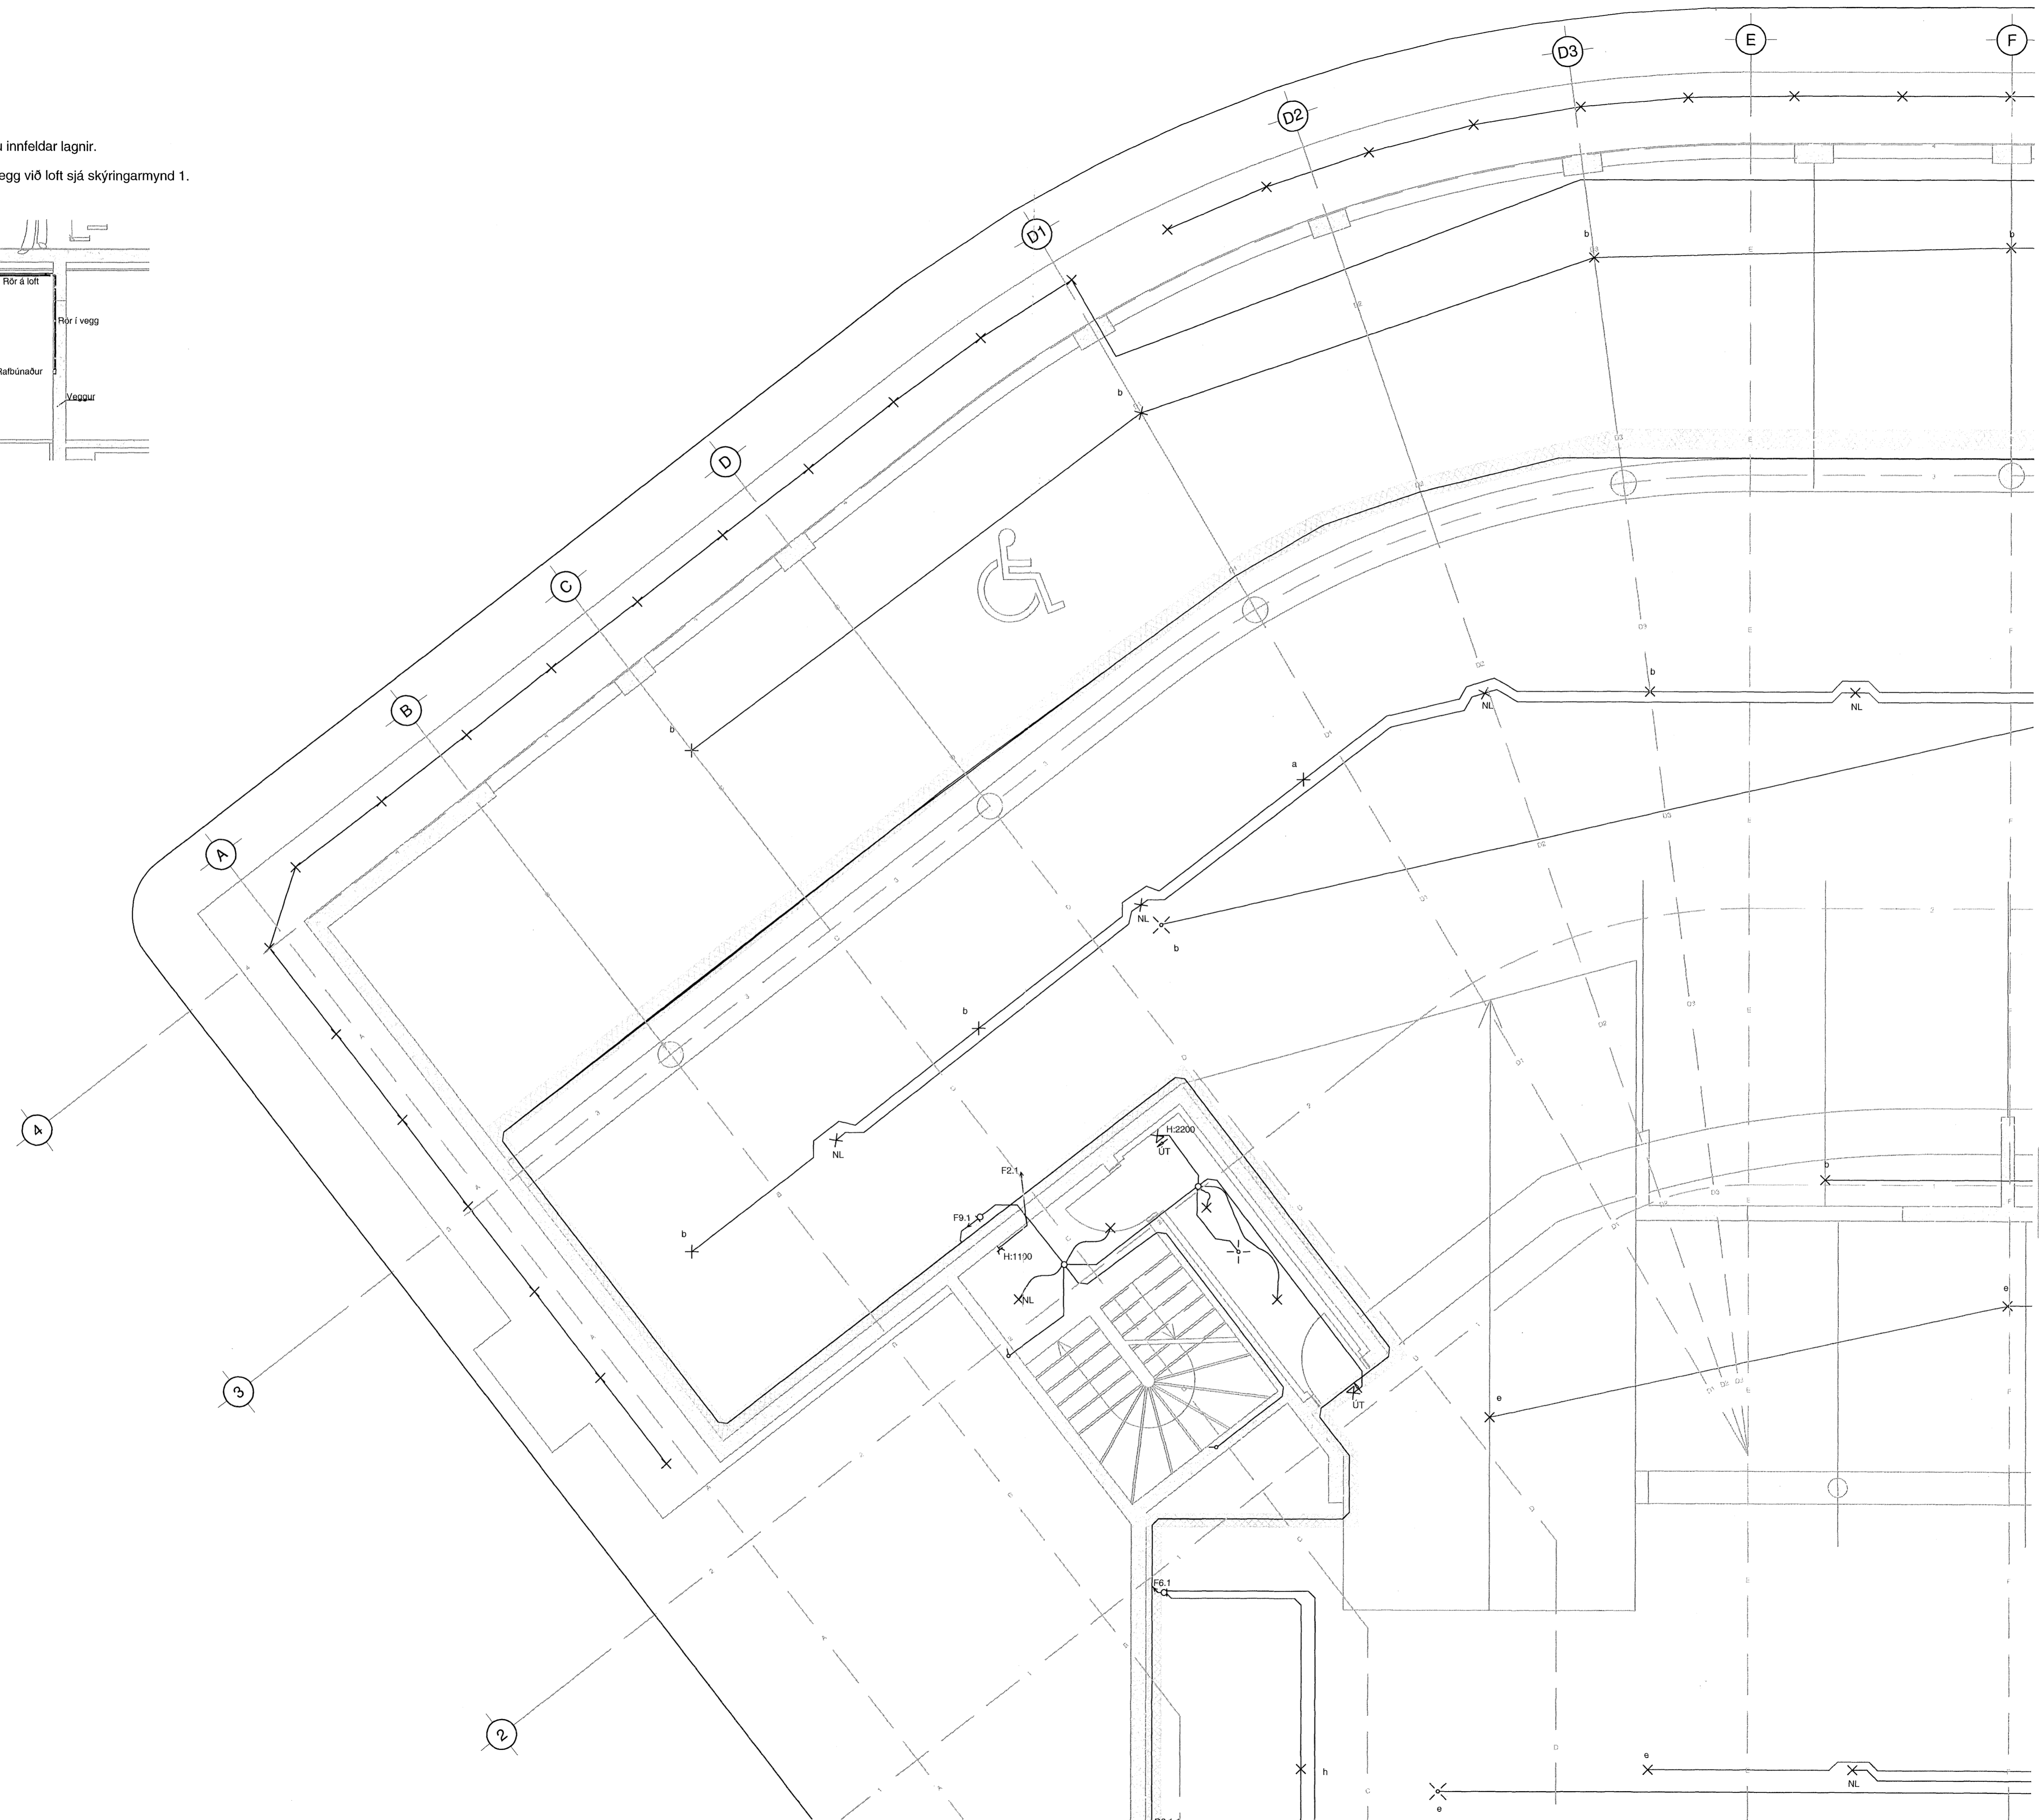 innfeldar lagnir.
egg við loft sjá skýringarmynd 1.
Rör á loft
Rör í vegg
Rafbúnaður
Veggur
E
F
D3
D2
D1
D
C
B
A
4
3
2
b
b
b
b
b
NL
NL
a
NL
b
b
NL
b
H:2200
ÚT
F2.1
F9.1
H:1100
NL
ÚT
b
e
e
F6.1
h
e
NL
e